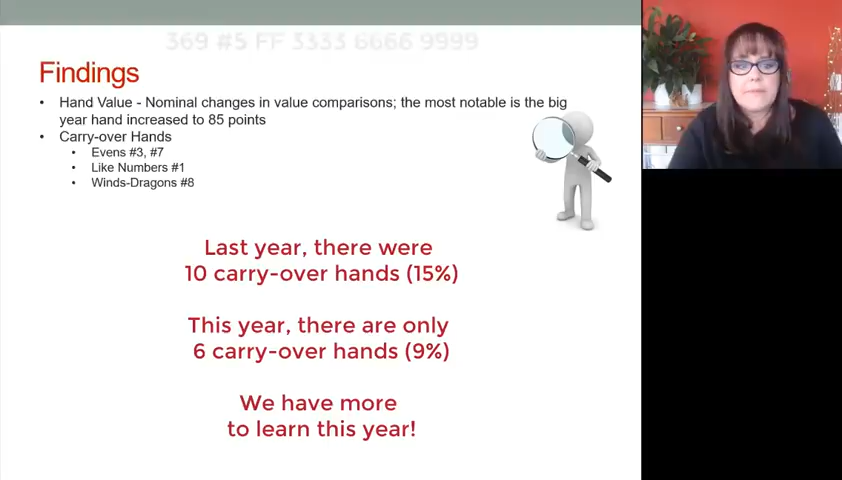 369 #5 FF 3333 6666 9999
Findings
• Hand Value - Nominal changes in value comparisons; the most notable is the big
year hand increased to 85 points
• Carry-over Hands
• Evens #3, #7
• Like Numbers #1
• Winds-Dragons #8
Last year, there were
10 carry-over hands (15%)
This year, there are only
6 carry-over hands (9%)
We have more
to learn this year!